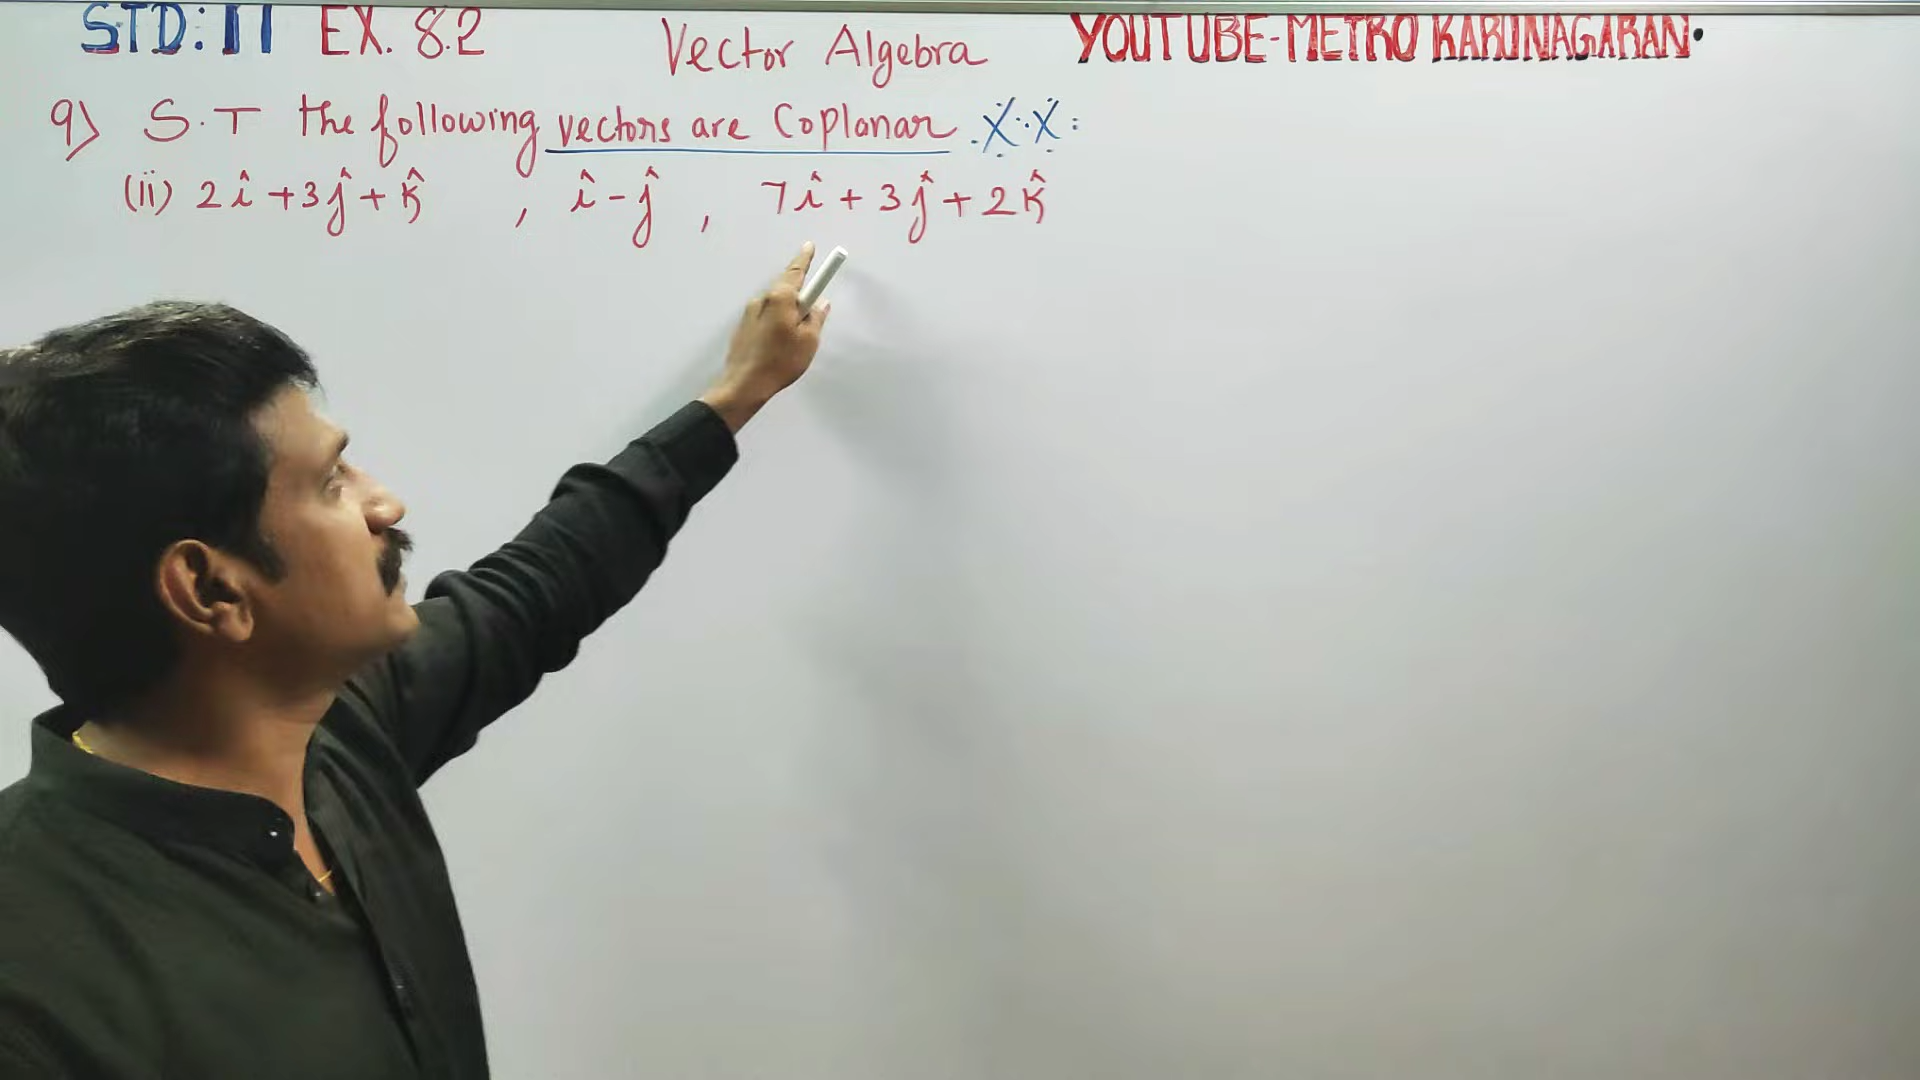 STD: 11 EX. 8.2 Vector Algebra YOUTUBE-METRO KARUNAGARAN.
9) S.T the following vectors are Coplanar .X∵X:
(ii) 2î + 3ĵ + k̂ , î - ĵ , 7î + 3ĵ + 2k̂